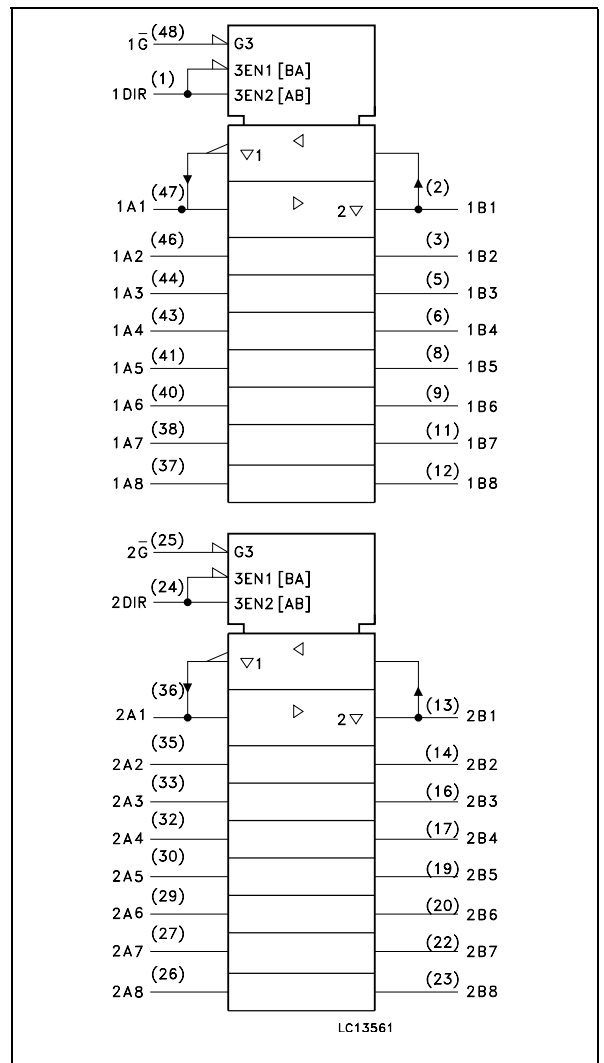 1G̅ (48) G3
3EN1 [BA]
1DIR (1) 3EN2 [AB]
▽1 ◁
1A1 (47) ▷ 2▽ (2) 1B1
1A2 (46) (3) 1B2
1A3 (44) (5) 1B3
1A4 (43) (6) 1B4
1A5 (41) (8) 1B5
1A6 (40) (9) 1B6
1A7 (38) (11) 1B7
1A8 (37) (12) 1B8
2G̅ (25) G3
3EN1 [BA]
2DIR (24) 3EN2 [AB]
▽1 ◁
2A1 (36) ▷ 2▽ (13) 2B1
2A2 (35) (14) 2B2
2A3 (33) (16) 2B3
2A4 (32) (17) 2B4
2A5 (30) (19) 2B5
2A6 (29) (20) 2B6
2A7 (27) (22) 2B7
2A8 (26) (23) 2B8
LC13561